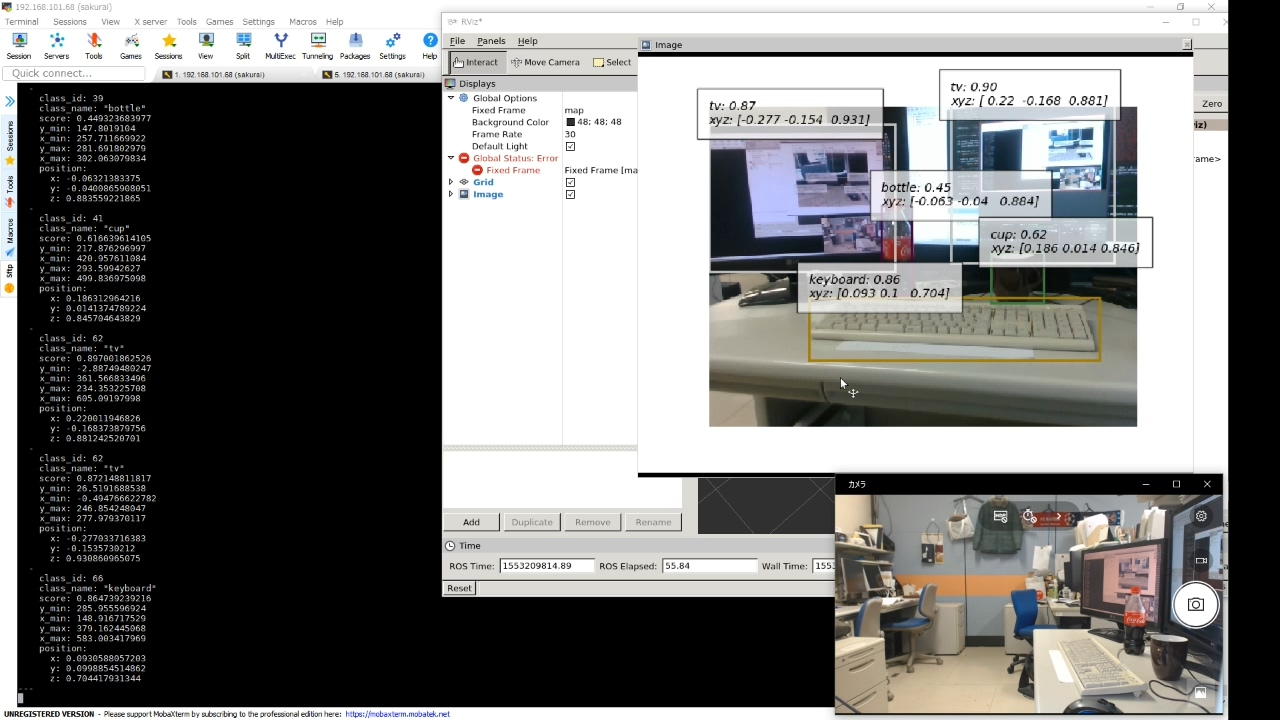 192.168.101.68 (sakurai)
Terminal Sessions View X server Tools Games Settings Macros Help
Session Servers Tools Games Sessions View Split MultiExec Tunneling Packages Settings Help
Quick connect...
1. 192.168.101.68 (sakurai)
5. 192.168.101.68 (sakurai)
Sessions
Tools
Macros
Sftp
-
class_id: 39
class_name: "bottle"
score: 0.449323683977
y_min: 147.8019104
x_min: 257.711669922
y_max: 281.691802979
x_max: 302.063079834
position:
x: -0.06321383375
y: -0.0400865908051
z: 0.883559221865
-
class_id: 41
class_name: "cup"
score: 0.616639614105
y_min: 217.876296997
x_min: 420.957611084
y_max: 293.59942627
x_max: 499.836975098
position:
x: 0.186312964216
y: 0.0141374789224
z: 0.845704643829
-
class_id: 62
class_name: "tv"
score: 0.897001862526
y_min: -2.88749480247
x_min: 361.566833496
y_max: 234.353225708
x_max: 605.09197998
position:
x: 0.220011946826
y: -0.168373879756
z: 0.881242520701
-
class_id: 62
class_name: "tv"
score: 0.872148811817
y_min: 26.5191688538
x_min: -0.494766622782
y_max: 246.854248047
x_max: 277.979370117
position:
x: -0.277033716383
y: -0.1535730212
z: 0.930860965075
-
class_id: 66
class_name: "keyboard"
score: 0.864739239216
y_min: 285.955596924
x_min: 148.916717529
y_max: 379.162445068
x_max: 583.003417969
position:
x: 0.0930588057203
y: 0.0998854514862
z: 0.704417931344
---
UNREGISTERED VERSION - Please support MobaXterm by subscribing to the professional edition here: https://mobaxterm.mobatek.net
RViz*
File Panels Help
Interact Move Camera Select
Displays
Global Options
Fixed Frame map
Background Color 48; 48; 48
Frame Rate 30
Default Light
Global Status: Error
Fixed Frame Fixed Frame [ma
Grid
Image
Add Duplicate Remove Rename
Time
ROS Time: 1553209814.89 ROS Elapsed: 55.84 Wall Time: 1553
Reset
Zero
iz)
rame>
Image
tv: 0.87
xyz: [-0.277 -0.154 0.931]
tv: 0.90
xyz: [ 0.22 -0.168 0.881]
bottle: 0.45
xyz: [-0.063 -0.04 0.884]
cup: 0.62
xyz: [0.186 0.014 0.846]
keyboard: 0.86
xyz: [0.093 0.1 0.704]
カメラ
Coca-Cola